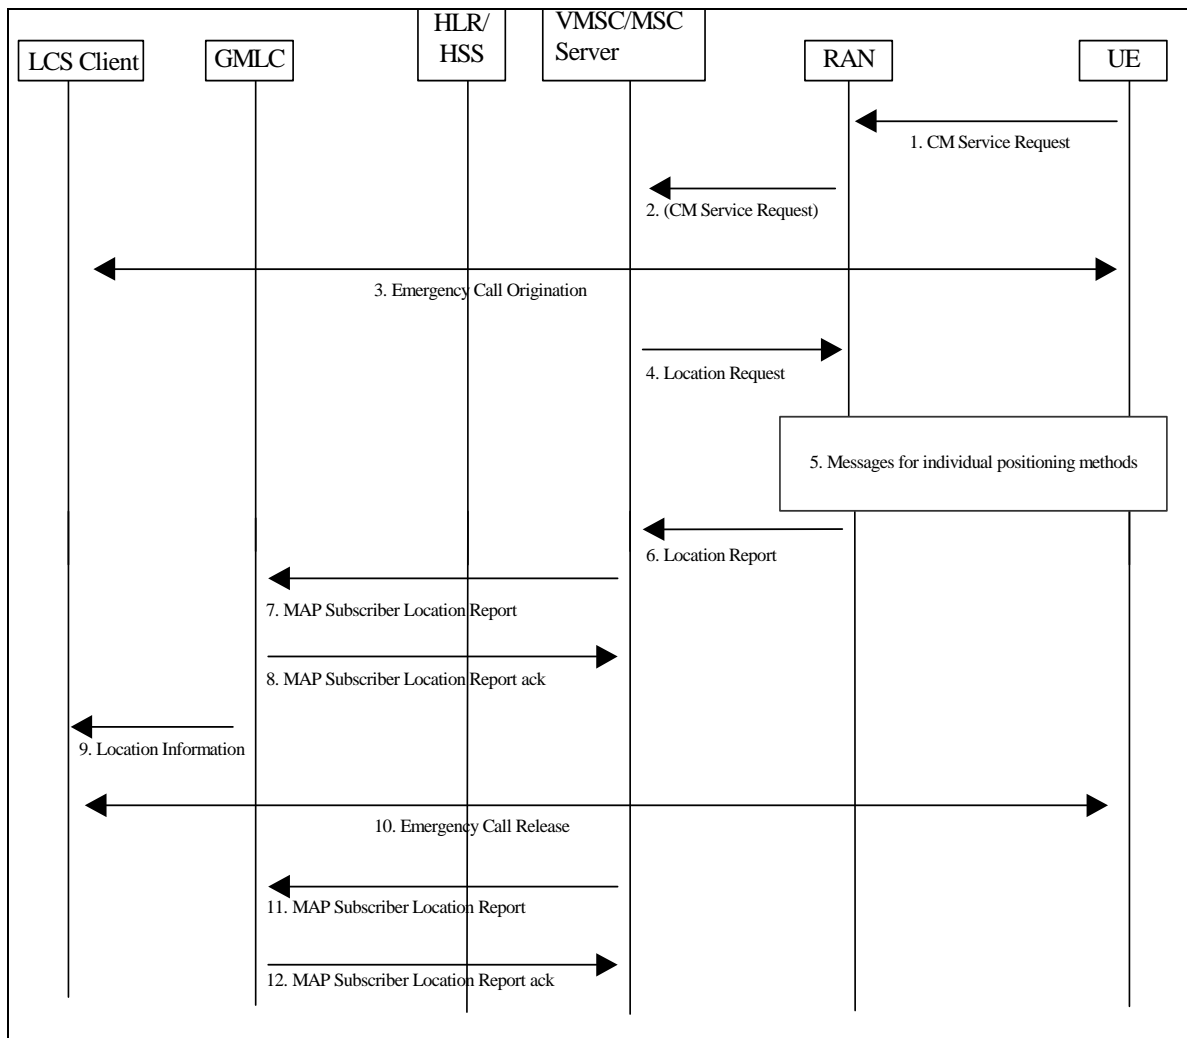 HLR/
HSS
VMSC/MSC
Server
LCS Client
GMLC
RAN
UE
1. CM Service Request
2. (CM Service Request)
3. Emergency Call Origination
4. Location Request
5. Messages for individual positioning methods
6. Location Report
7. MAP Subscriber Location Report
8. MAP Subscriber Location Report ack
9. Location Information
10. Emergency Call Release
11. MAP Subscriber Location Report
12. MAP Subscriber Location Report ack